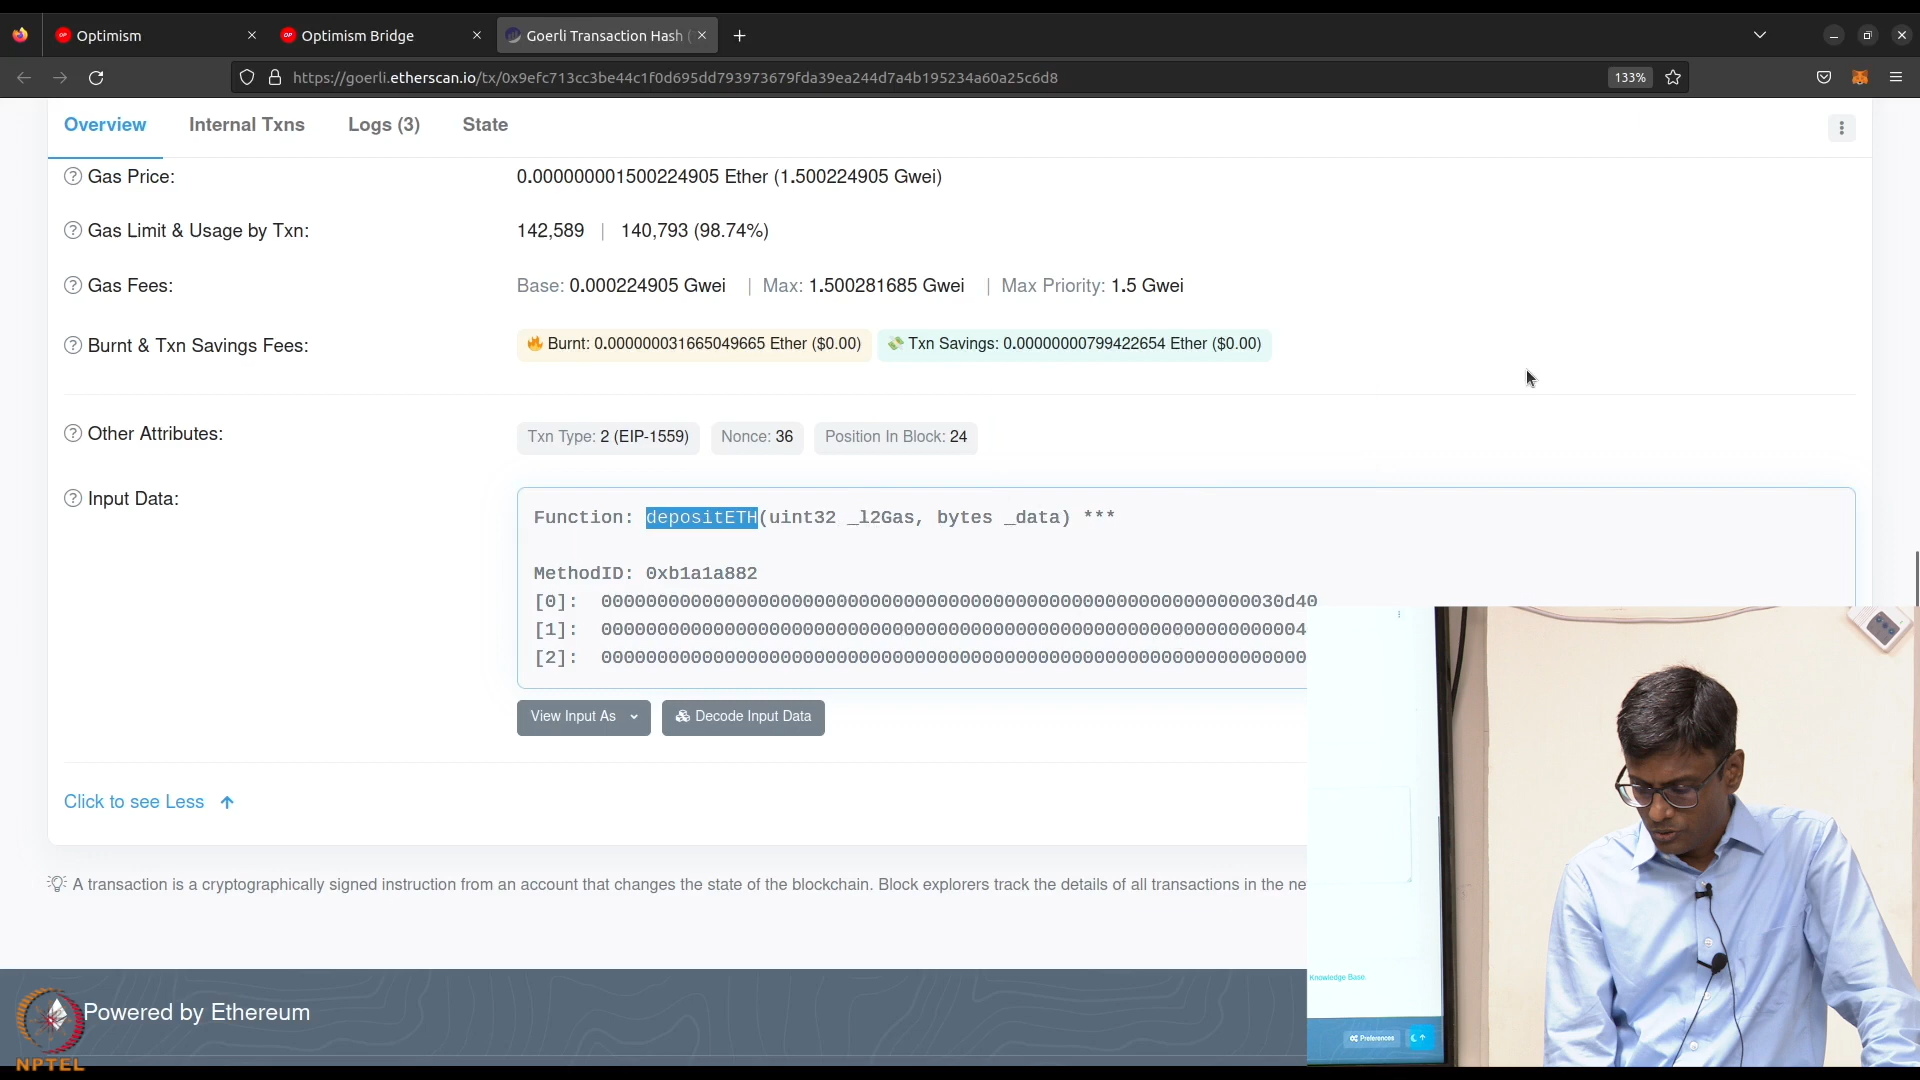 Optimism
Optimism Bridge
Goerli Transaction Hash (
https://goerli.etherscan.io/tx/0x9efc713cc3be44c1f0d695dd793973679fda39ea244d7a4b195234a60a25c6d8
133%
Overview
Internal Txns
Logs (3)
State
Gas Price:
0.000000001500224905 Ether (1.500224905 Gwei)
Gas Limit & Usage by Txn:
142,589 | 140,793 (98.74%)
Gas Fees:
Base: 0.000224905 Gwei | Max: 1.500281685 Gwei | Max Priority: 1.5 Gwei
Burnt & Txn Savings Fees:
Burnt: 0.000000031665049665 Ether ($0.00) Txn Savings: 0.00000000799422654 Ether ($0.00)
Other Attributes:
Txn Type: 2 (EIP-1559) Nonce: 36 Position In Block: 24
Input Data:
Function: depositETH(uint32 _l2Gas, bytes _data) ***
MethodID: 0xb1a1a882
[0]: 0000000000000000000000000000000000000000000000000000000000030d40
[1]: 000000000000000000000000000000000000000000000000000000000000004
[2]: 000000000000000000000000000000000000000000000000000000000000000
View Input As
Decode Input Data
Click to see Less
A transaction is a cryptographically signed instruction from an account that changes the state of the blockchain. Block explorers track the details of all transactions in the ne
Knowledge Base
Powered by Ethereum
Preferences
NPTEL